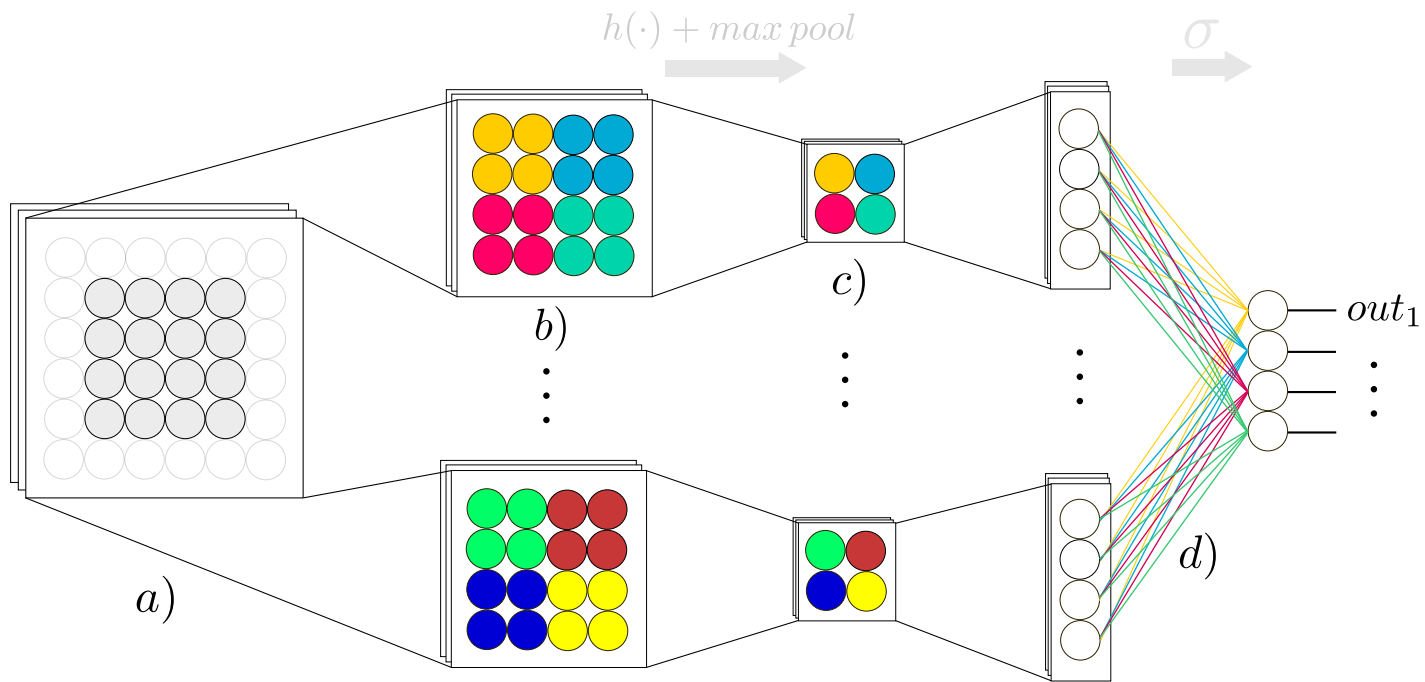 h(·) + max pool
σ
c)
out₁
b)
d)
a)